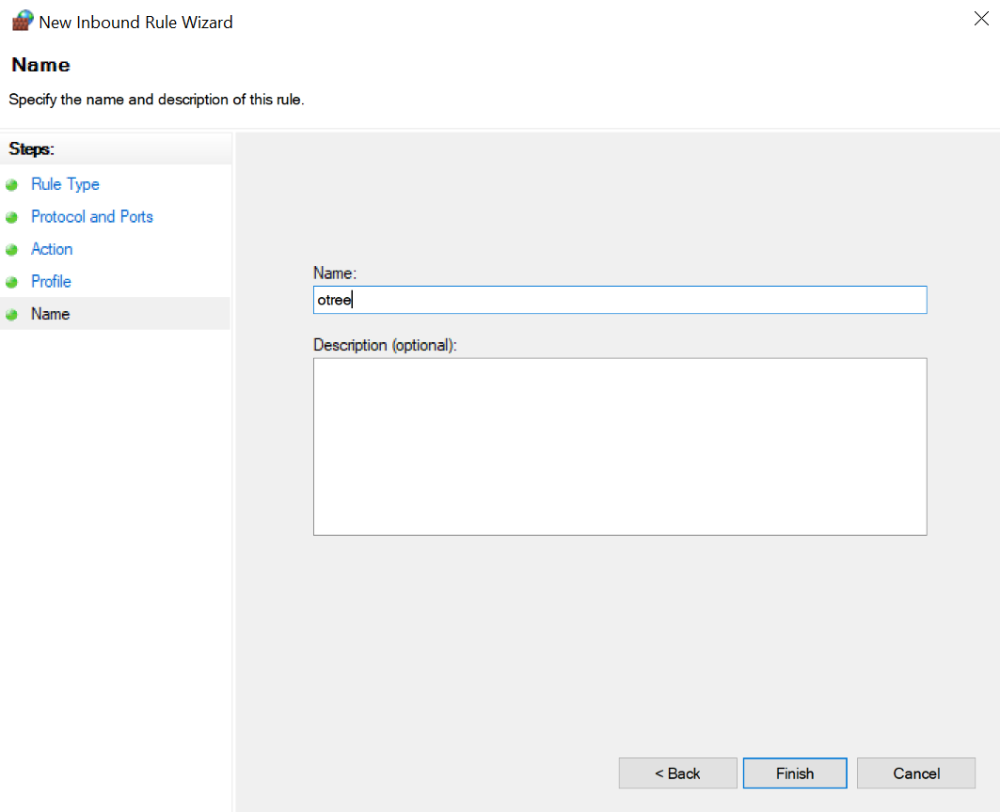 New Inbound Rule Wizard
Name
Specify the name and description of this rule.
Steps:
Rule Type
Protocol and Ports
Action
Profile
Name
Name:
otree
Description (optional):
< Back
Finish
Cancel